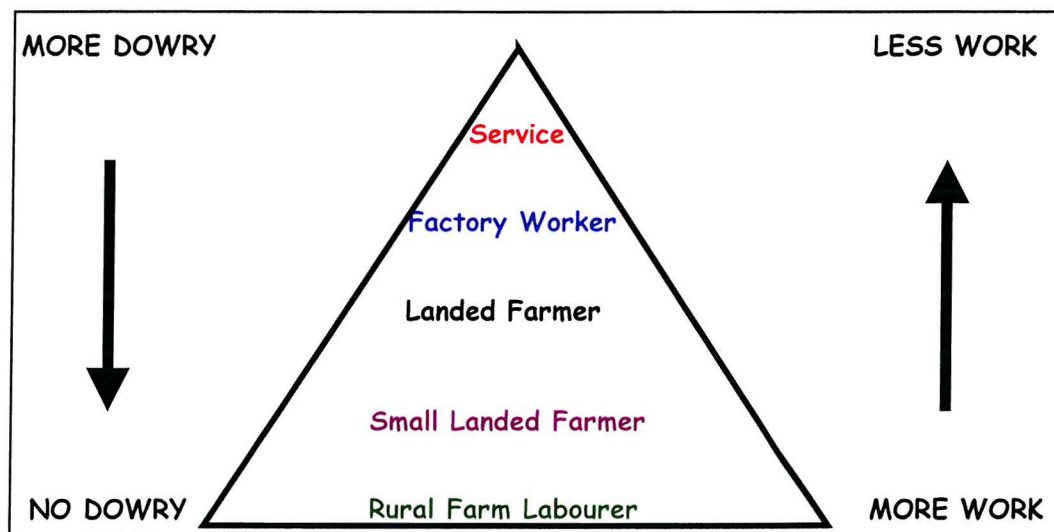 MORE DOWRY
LESS WORK
Service
Factory Worker
Landed Farmer
Small Landed Farmer
NO DOWRY
Rural Farm Labourer
MORE WORK